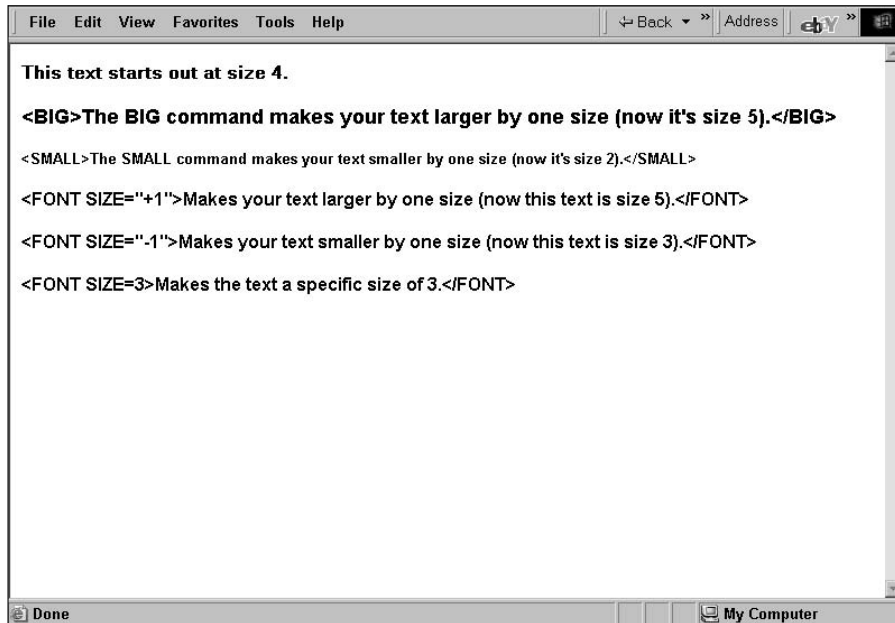 File Edit View Favorites Tools Help Back » Address ebY »
This text starts out at size 4.
<BIG>The BIG command makes your text larger by one size (now it's size 5).</BIG>
<SMALL>The SMALL command makes your text smaller by one size (now it's size 2).</SMALL>
<FONT SIZE="+1">Makes your text larger by one size (now this text is size 5).</FONT>
<FONT SIZE="-1">Makes your text smaller by one size (now this text is size 3).</FONT>
<FONT SIZE=3>Makes the text a specific size of 3.</FONT>
Done My Computer